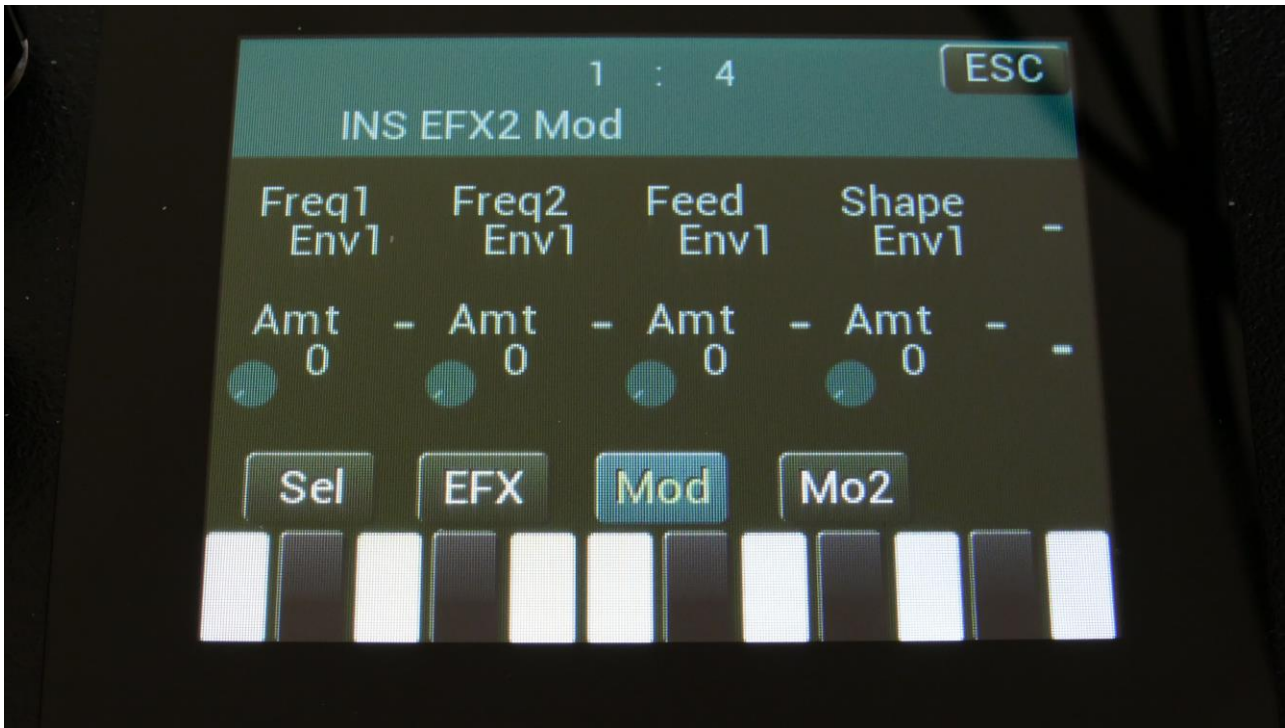 1 : 4 ESC
INS EFX2 Mod
Freq1 Freq2 Feed Shape
Env1 Env1 Env1 Env1 -
Amt - Amt - Amt - Amt -
0 0 0 0 -
Sel EFX Mod Mo2